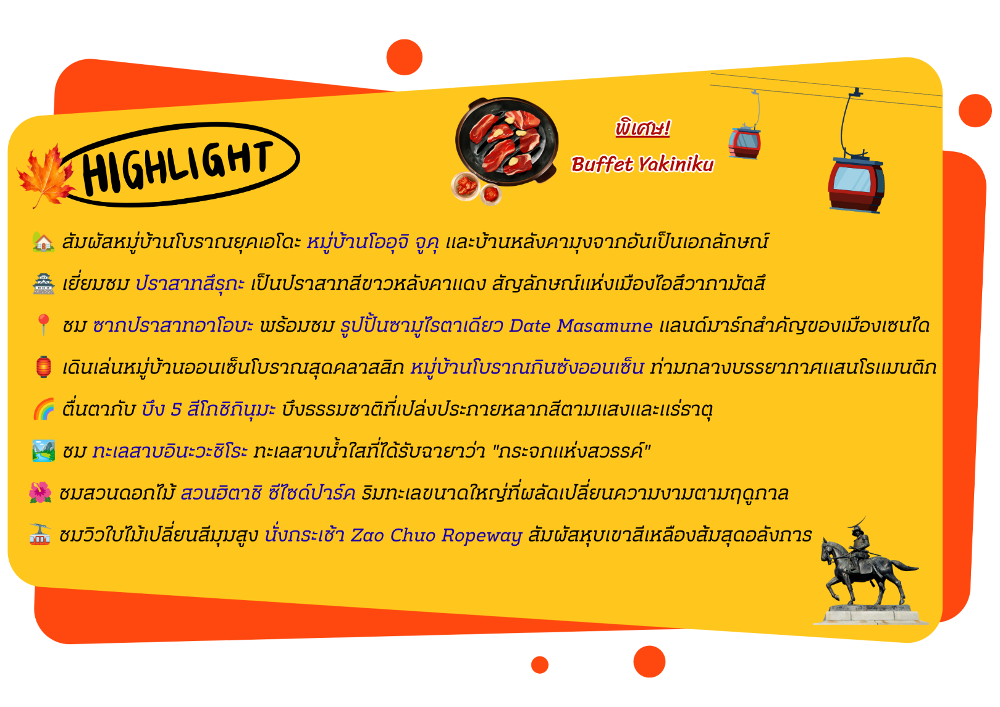 HIGHLIGHT
พิเศษ!
Buffet Yakiniku
สัมผัสหมู่บ้านโบราณยุคเอโดะ หมู่บ้านโออุจิ จูคุ และบ้านหลังคามุงจากอันเป็นเอกลักษณ์
เยี่ยมชม ปราสาทสึรุกะ เป็นปราสาทสีขาวหลังคาแดง สัญลักษณ์แห่งเมืองไอสึวากามัตสึ
ชม ซากปราสาทอาโอบะ พร้อมชม รูปปั้นซามูไรตาเดียว Date Masamune แลนด์มาร์กสำคัญของเมืองเซนได
เดินเล่นหมู่บ้านออนเซ็นโบราณสุดคลาสสิก หมู่บ้านโบราณกินซังออนเซ็น ท่ามกลางบรรยากาศแสนโรแมนติก
ตื่นตากับ บึง 5 สีโกชิกินุมะ บึงธรรมชาติที่เปล่งประกายหลากสีตามแสงและแร่ธาตุ
ชม ทะเลสาบอินะวะชิโระ ทะเลสาบน้ำใสที่ได้รับฉายาว่า "กระจกแห่งสวรรค์"
ชมสวนดอกไม้ สวนฮิตาชิ ซีไซด์ปาร์ค ริมทะเลขนาดใหญ่ที่ผลัดเปลี่ยนความงามตามฤดูกาล
ชมวิวใบไม้เปลี่ยนสีมุมสูง นั่งกระเช้า Zao Chuo Ropeway สัมผัสหุบเขาสีเหลืองส้มสุดอลังการ